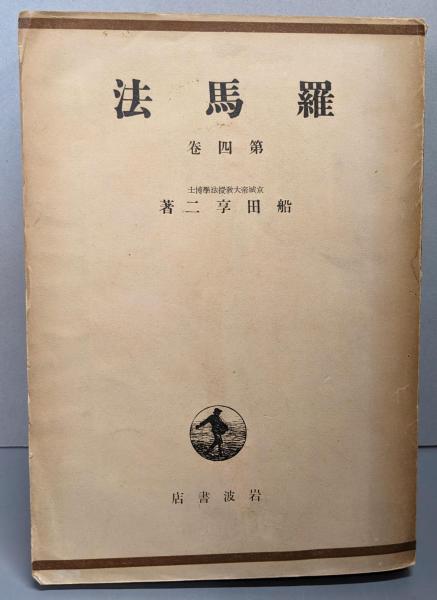 羅馬法
第四卷
京城帝大教授法學博士
船田享二著
岩波書店